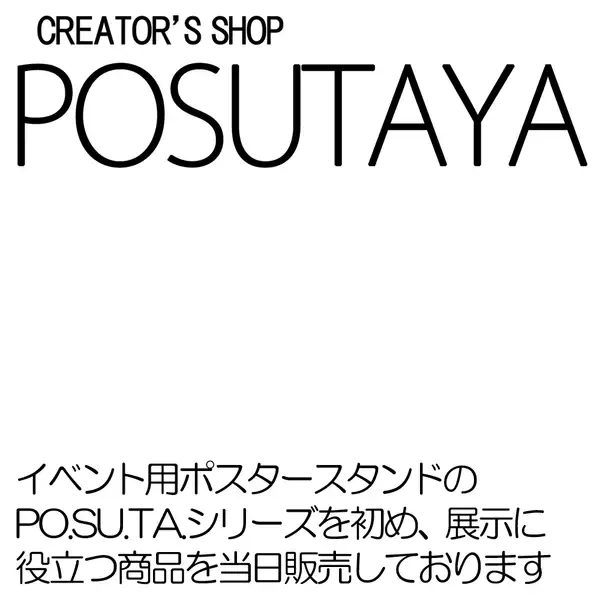 CREATOR'S SHOP
POSUTAYA
イベント用ポスタースタンドの
PO.SU.TA.シリーズを初め、展示に
役立つ商品を当日販売しております